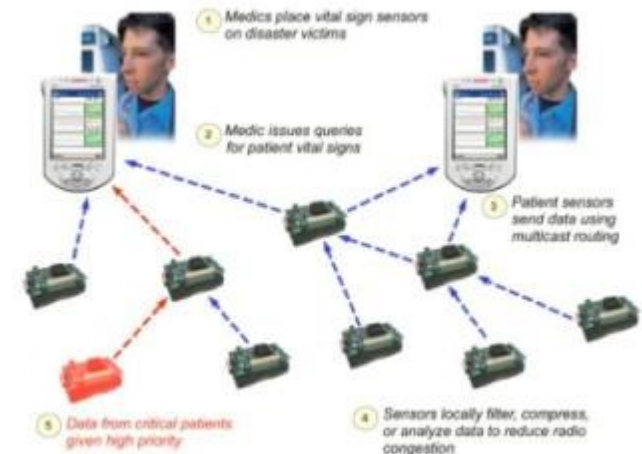 1 Medics place vital sign sensors
on disaster victims
2 Medic issues queries
for patient vital signs
3 Patient sensors
send data using
multicast routing
4 Sensors locally filter, compress,
or analyze data to reduce radio
congestion
5 Data from critical patients
given high priority